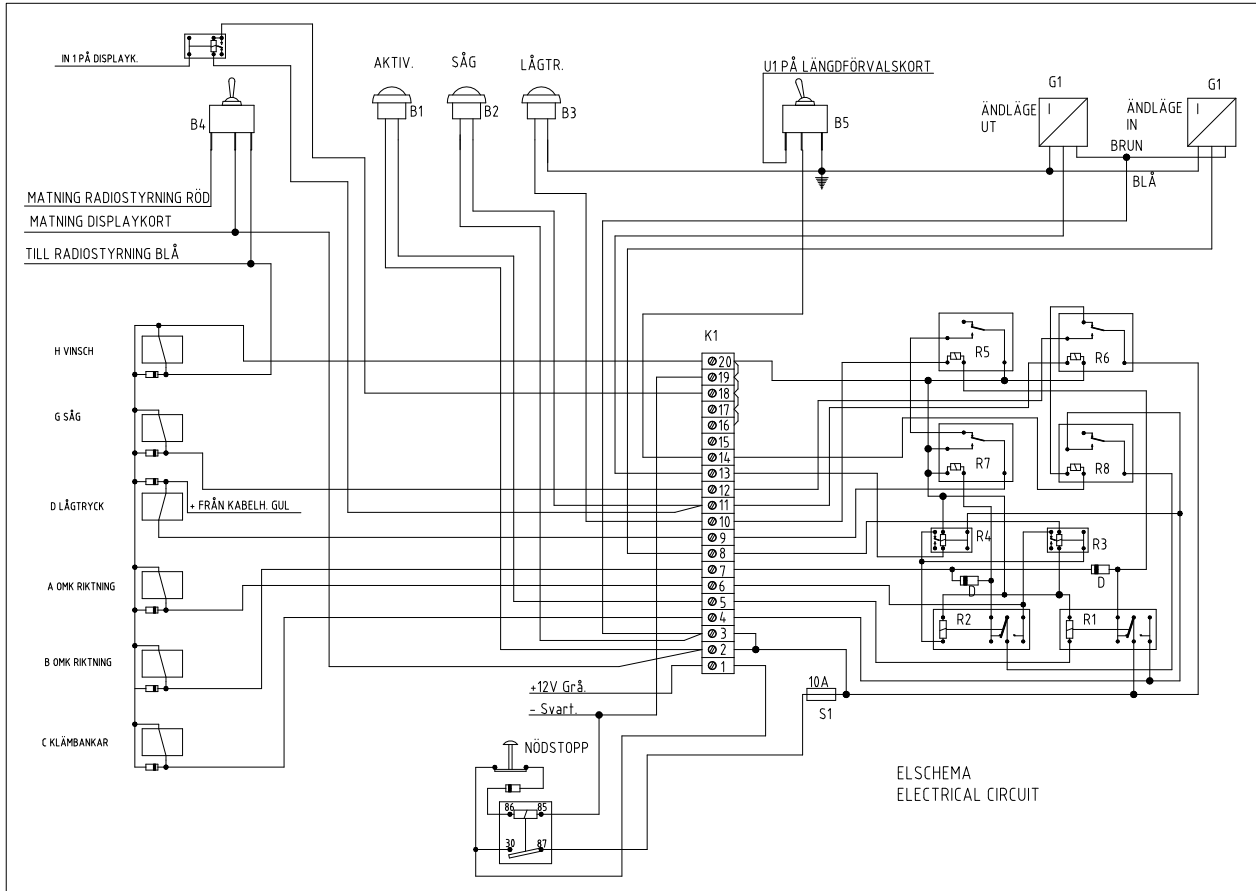 IN 1 PÅ DISPLAYK.
AKTIV.
SÅG
LÅGTR.
U1 PÅ LÄNGDFÖRVALSKORT
G1
G1
ÄNDLÄGE
UT
ÄNDLÄGE
IN
I
I
B4
B1
B2
B3
B5
BRUN
BLÅ
MATNING RADIOSTYRNING RÖD
MATNING DISPLAYKORT
TILL RADIOSTYRNING BLÅ
H VINSCH
G SÅG
D LÅGTRYCK
+ FRÅN KABELH. GUL
A OMK RIKTNING
B OMK RIKTNING
C KLÄMBANKAR
K1
20
19
18
17
16
15
14
13
12
11
10
9
8
7
6
5
4
3
2
1
R5
R6
R7
R8
R4
R3
D
D
R2
R1
+12V Grå.
- Svart.
10A
S1
NÖDSTOPP
86
85
30
87
ELSCHEMA
ELECTRICAL CIRCUIT